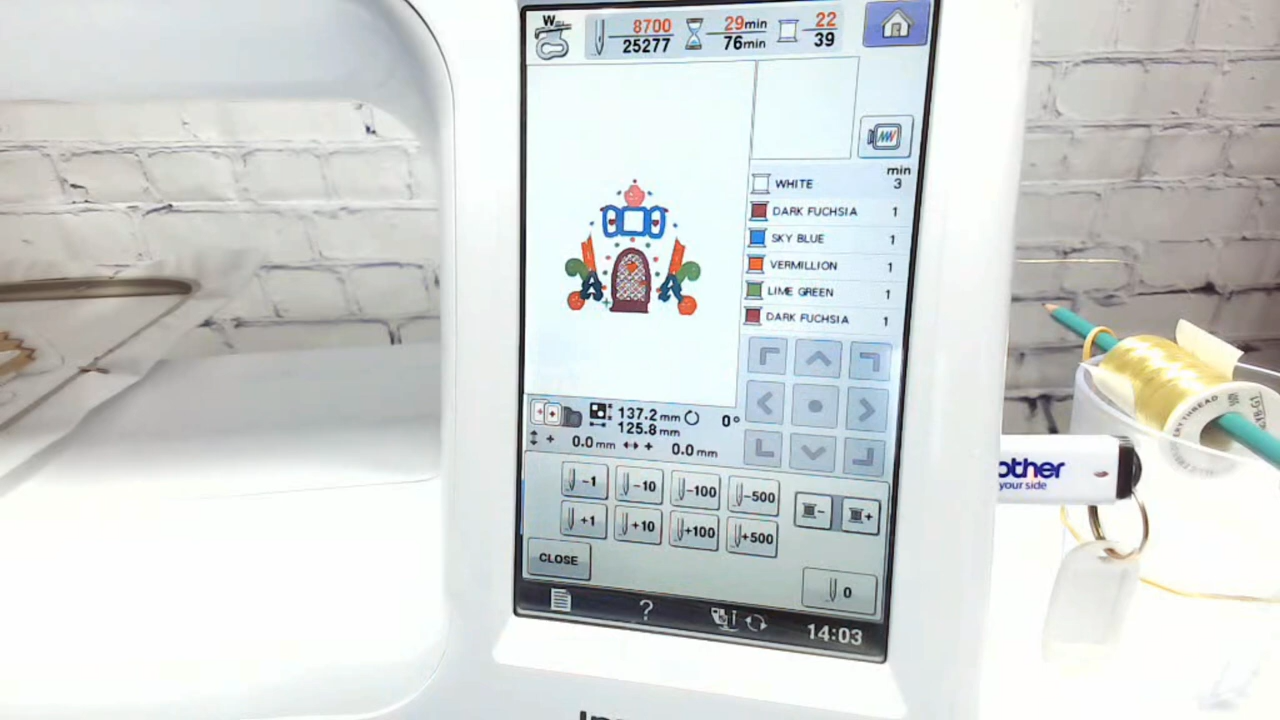 W
8700
25277
29min
76min
22
39
min
WHITE 3
DARK FUCHSIA 1
SKY BLUE 1
VERMILLION 1
LIME GREEN 1
DARK FUCHSIA 1
137.2 mm 0°
125.8 mm
+ 0.0 mm + 0.0 mm
-1 -10 -100 -500
+1 +10 +100 +500
- +
CLOSE
0
? 14:03
other
your side
THREAD